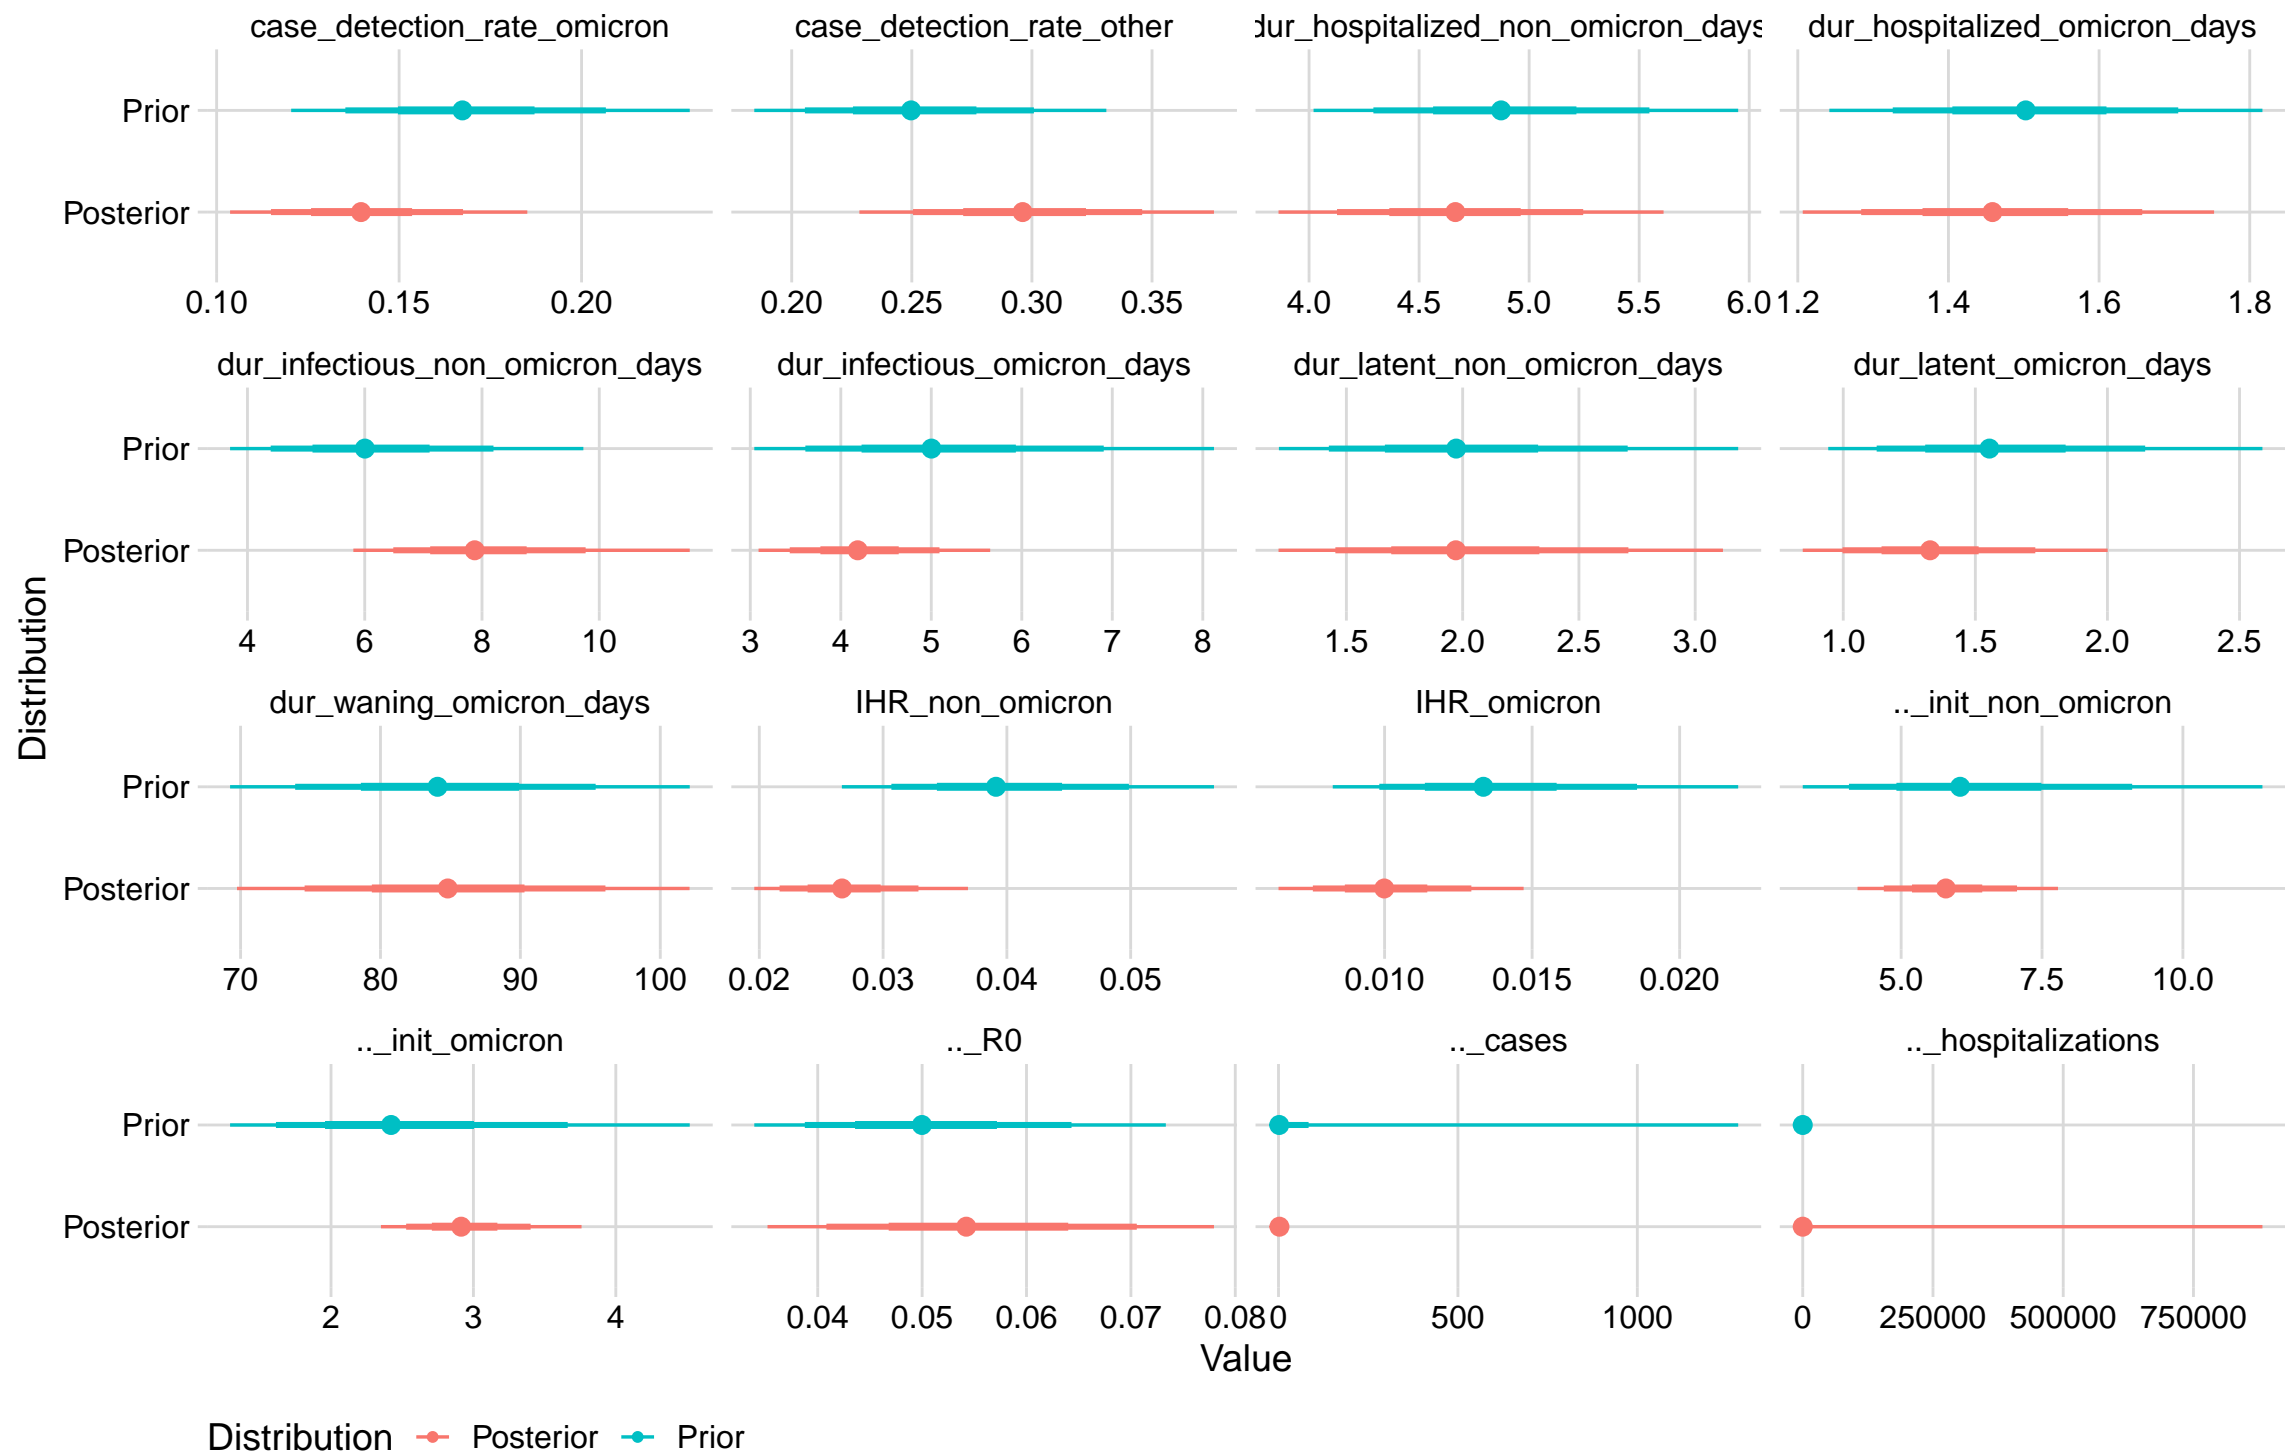 case_detection_rate_omicron case_detection_rate_other dur_hospitalized_non_omicron_days dur_hospitalized_omicron_days
Prior
Posterior
0.10 0.15 0.20 0.20 0.25 0.30 0.35 4.0 4.5 5.0 5.5 6.0 1.2 1.4 1.6 1.8
dur_infectious_non_omicron_days dur_infectious_omicron_days dur_latent_non_omicron_days dur_latent_omicron_days
Prior
Posterior
4 6 8 10 3 4 5 6 7 8 1.5 2.0 2.5 3.0 1.0 1.5 2.0 2.5
Distribution
dur_waning_omicron_days IHR_non_omicron IHR_omicron .._init_non_omicron
Prior
Posterior
70 80 90 100 0.02 0.03 0.04 0.05 0.010 0.015 0.020 5.0 7.5 10.0
.._init_omicron .._R0 .._cases .._hospitalizations
Prior
Posterior
2 3 4 0.04 0.05 0.06 0.07 0.08 0 500 1000 0 250000 500000 750000
Value
Distribution Posterior Prior